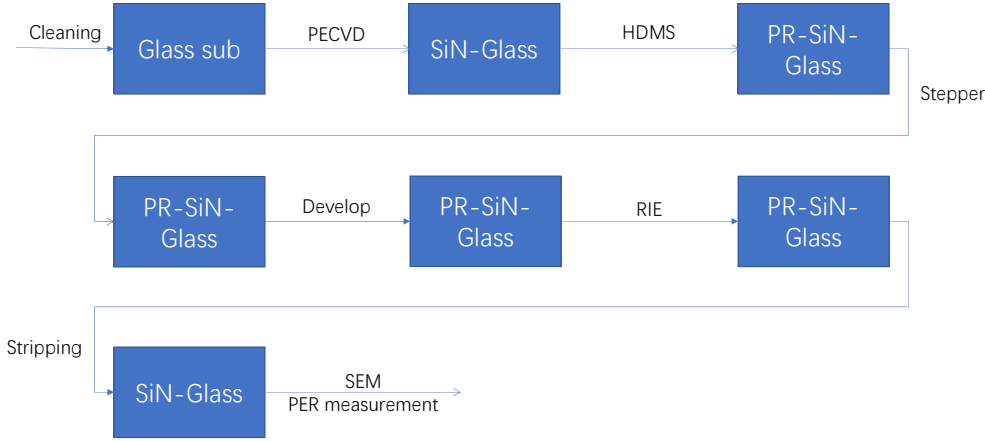 Cleaning
Glass sub
PECVD
SiN-Glass
HDMS
PR-SiN-
Glass
Stepper
PR-SiN-
Glass
Develop
PR-SiN-
Glass
RIE
PR-SiN-
Glass
Stripping
SiN-Glass
SEM
PER measurement